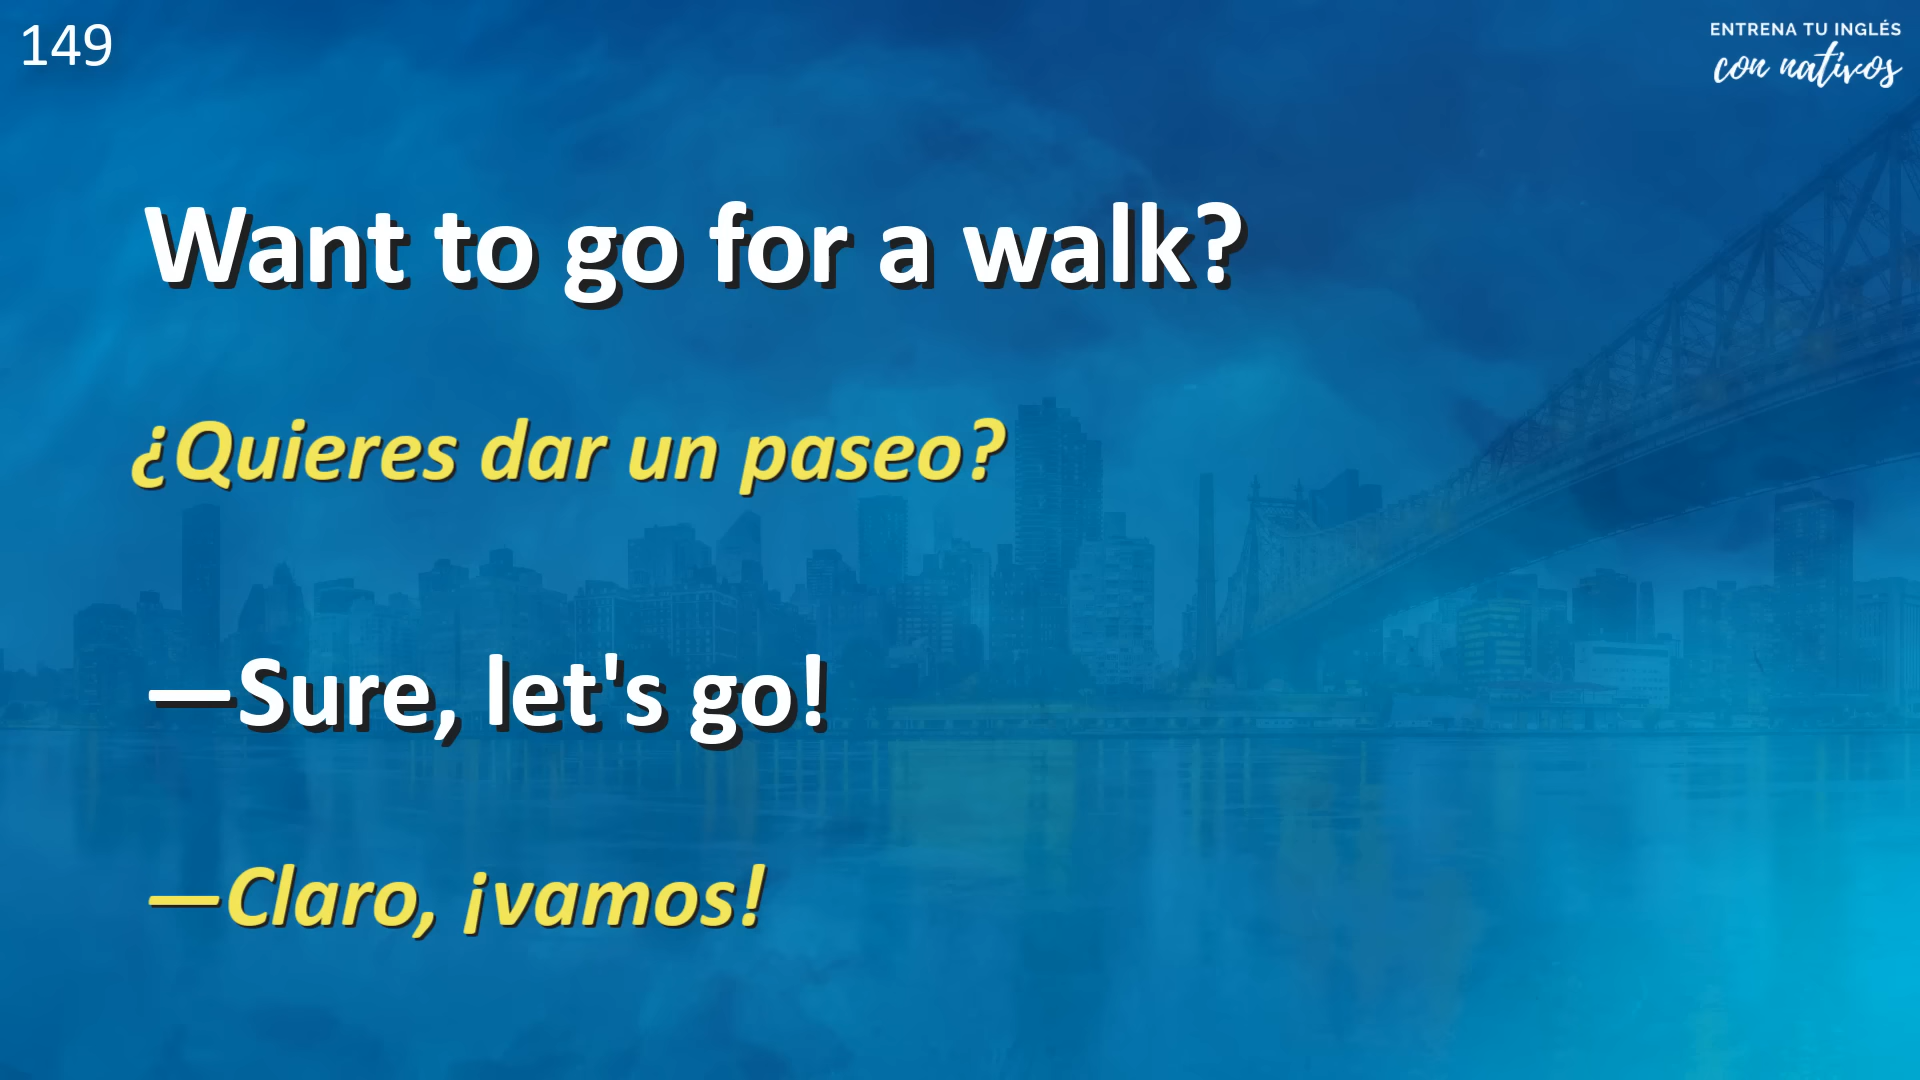 149
ENTRENA TU INGLÉS
con nativos
Want to go for a walk?
¿Quieres dar un paseo?
—Sure, let's go!
—Claro, ¡vamos!